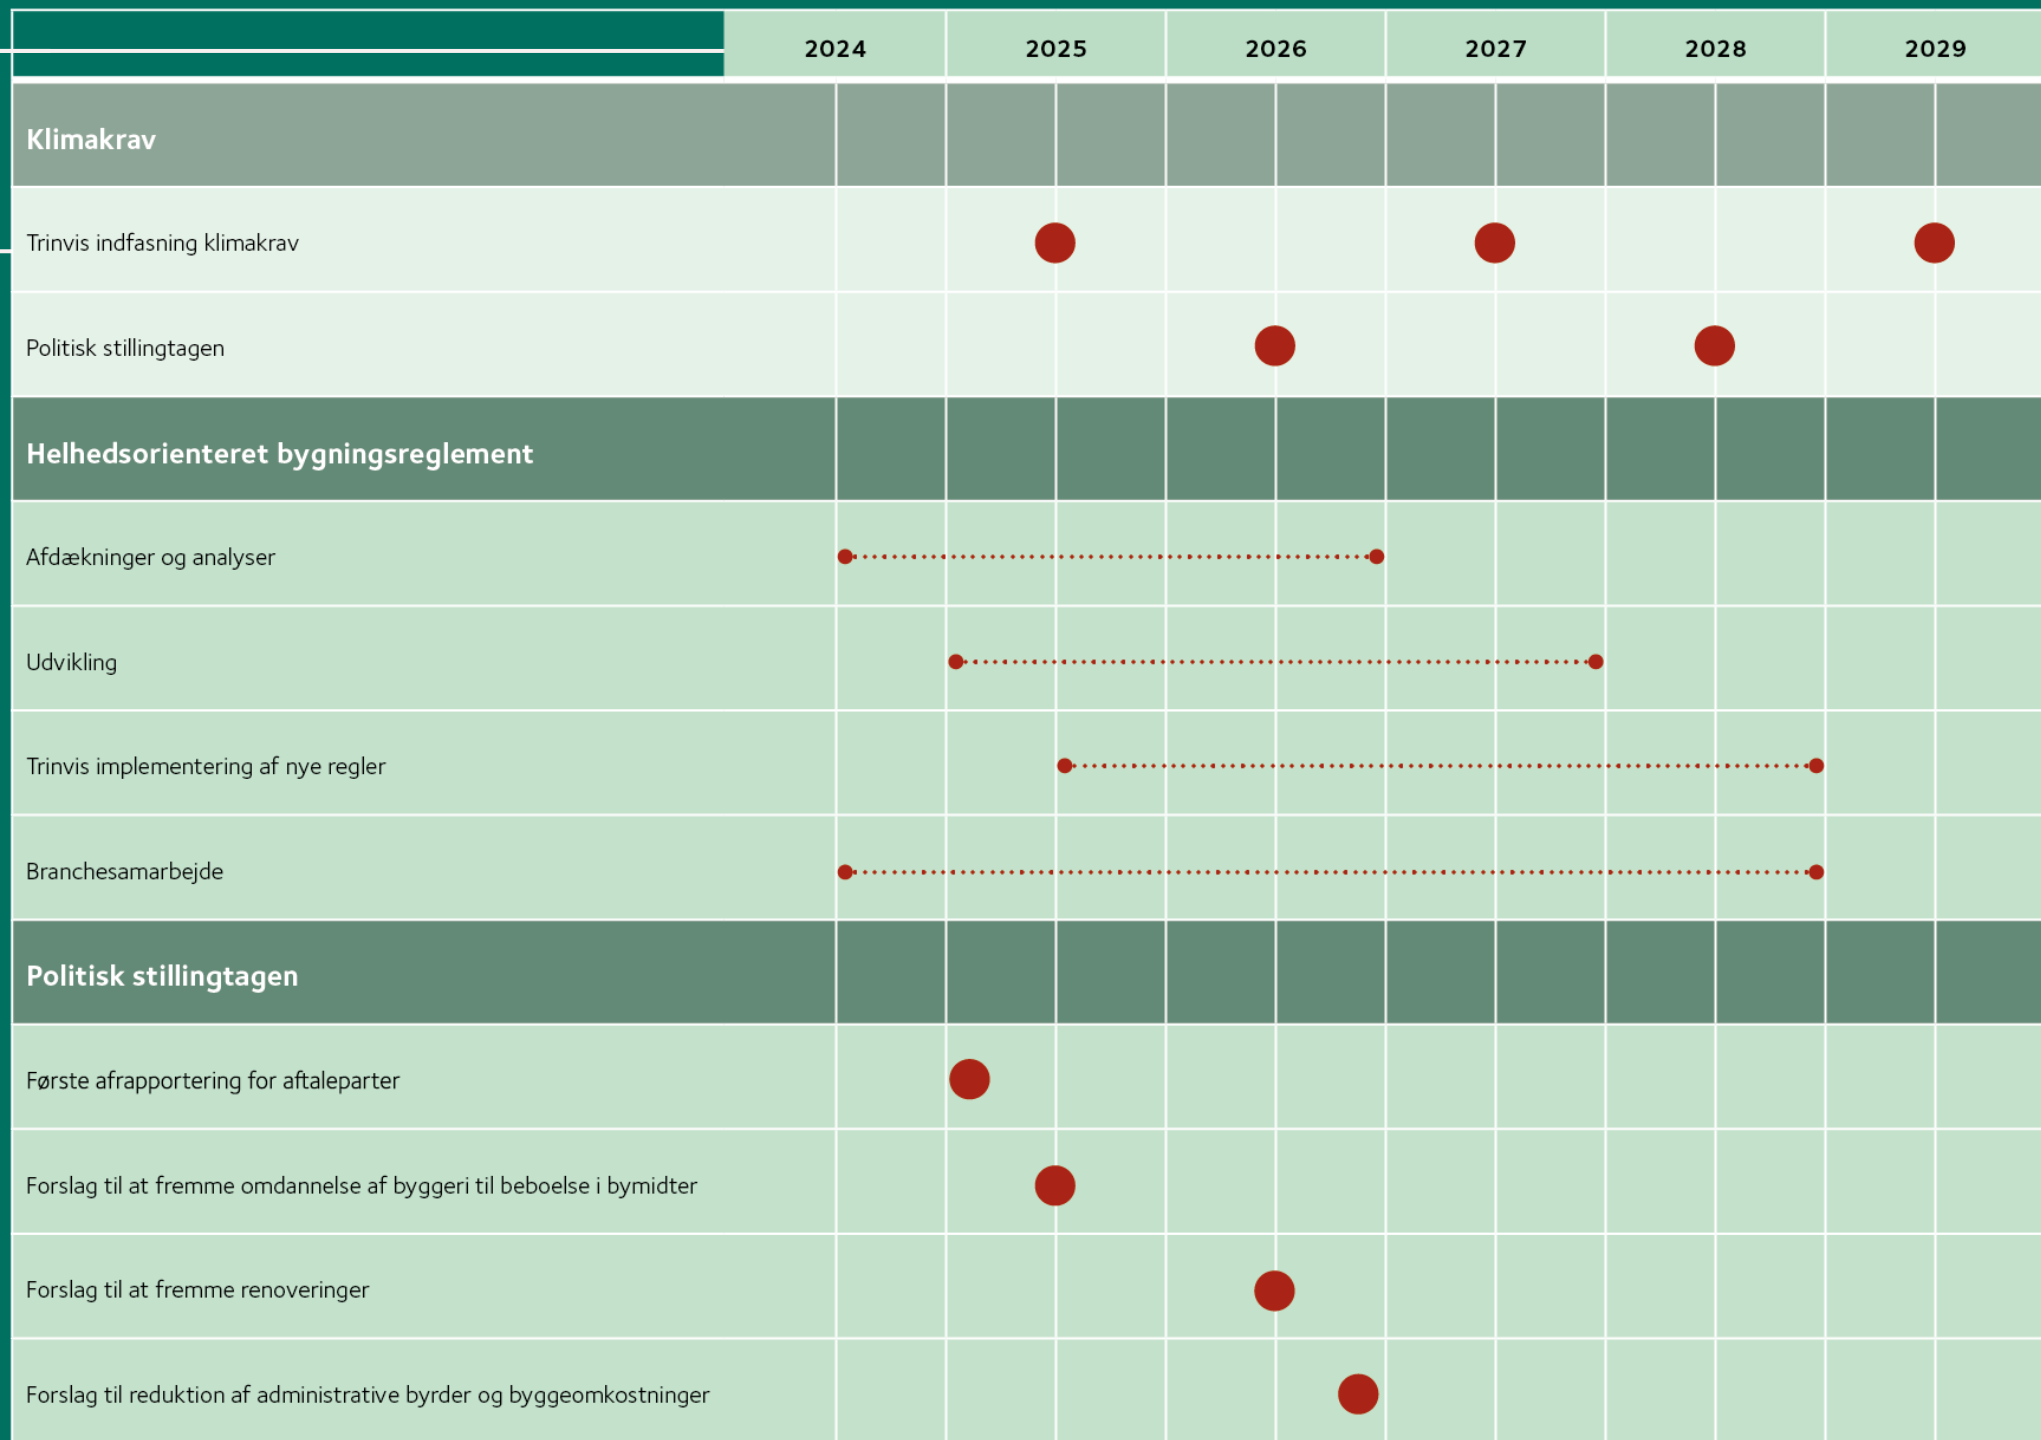 2024 2025 2026 2027 2028 2029
Klimakrav
Trinvis indfasning klimakrav
Politisk stillingtagen
Helhedsorienteret bygningsreglement
Afdækninger og analyser
Udvikling
Trinvis implementering af nye regler
Branchesamarbejde
Politisk stillingtagen
Første afrapportering for aftaleparter
Forslag til at fremme omdannelse af byggeri til beboelse i bymidter
Forslag til at fremme renoveringer
Forslag til reduktion af administrative byrder og byggeomkostninger